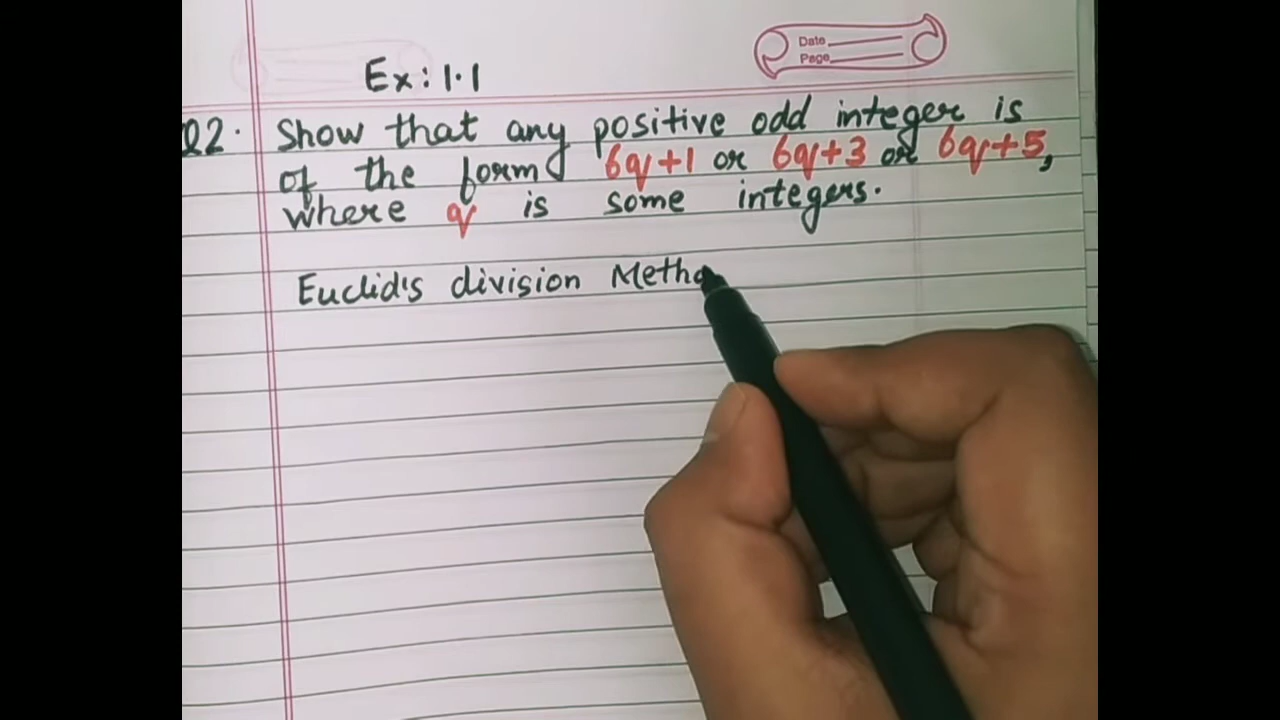 Date
Page
Ex: 1.1
Q2. Show that any positive odd integer is
of the form 6q+1 or 6q+3 or 6q+5,
where q is some integers.
Euclid's division Metho